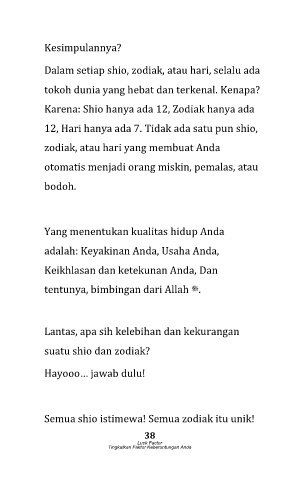 Kesimpulannya?
Dalam setiap shio, zodiak, atau hari, selalu ada
tokoh dunia yang hebat dan terkenal. Kenapa?
Karena: Shio hanya ada 12, Zodiak hanya ada
12, Hari hanya ada 7. Tidak ada satu pun shio,
zodiak, atau hari yang membuat Anda
otomatis menjadi orang miskin, pemalas, atau
bodoh.
Yang menentukan kualitas hidup Anda
adalah: Keyakinan Anda, Usaha Anda,
Keikhlasan dan ketekunan Anda, Dan
tentunya, bimbingan dari Allah ﷻ.
Lantas, apa sih kelebihan dan kekurangan
suatu shio dan zodiak?
Hayooo... jawab dulu!
Semua shio istimewa! Semua zodiak itu unik!
38
Luck Factor
Tingkatkan Faktor Keberuntungan Anda